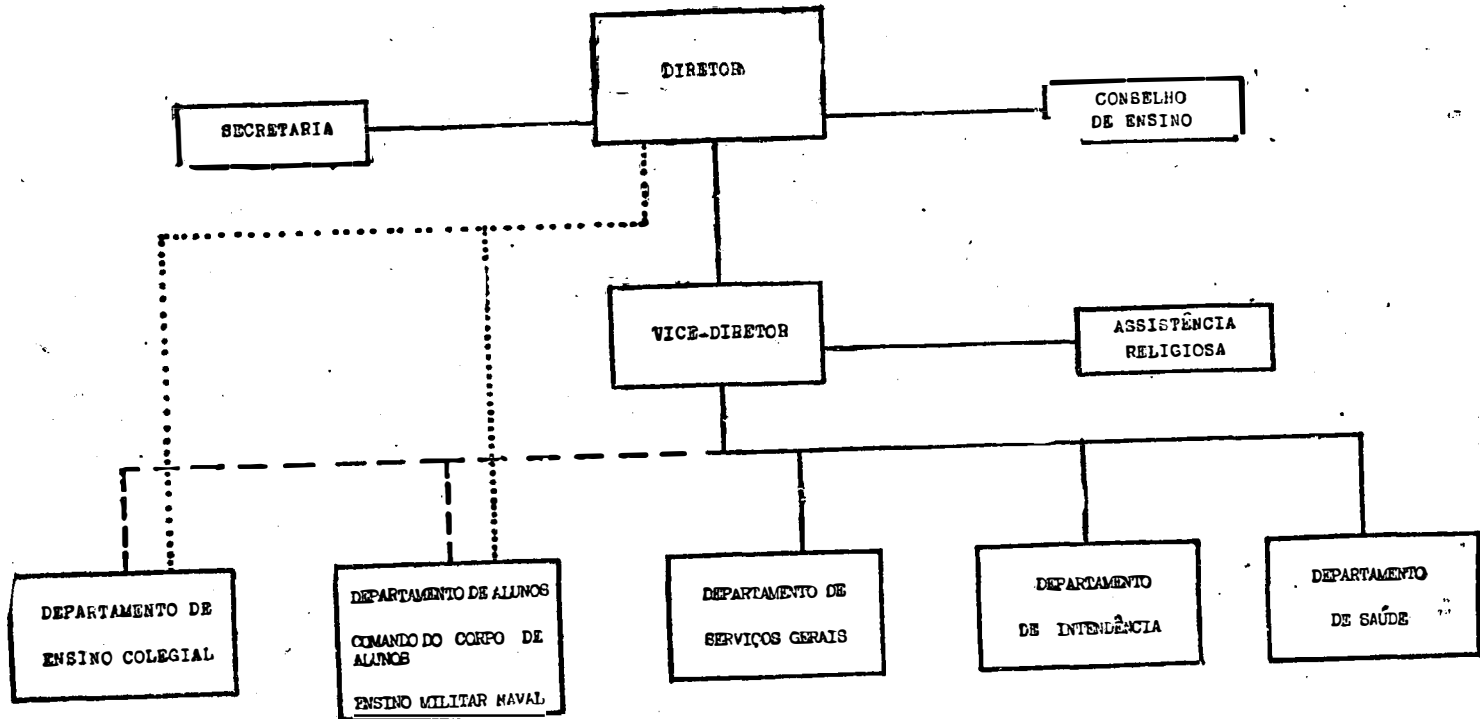 DIRETOR
SECRETARIA
CONSELHO
DE ENSINO
VICE-DIRETOR
ASSISTÊNCIA
RELIGIOSA
DEPARTAMENTO DE
ENSINO COLEGIAL
DEPARTAMENTO DE ALUNOS
COMANDO DO CORPO DE
ALUNOS
ENSINO MILITAR NAVAL
DEPARTAMENTO DE
SERVIÇOS GERAIS
DEPARTAMENTO
DE INTENDÊNCIA
DEPARTAMENTO
DE SAÚDE